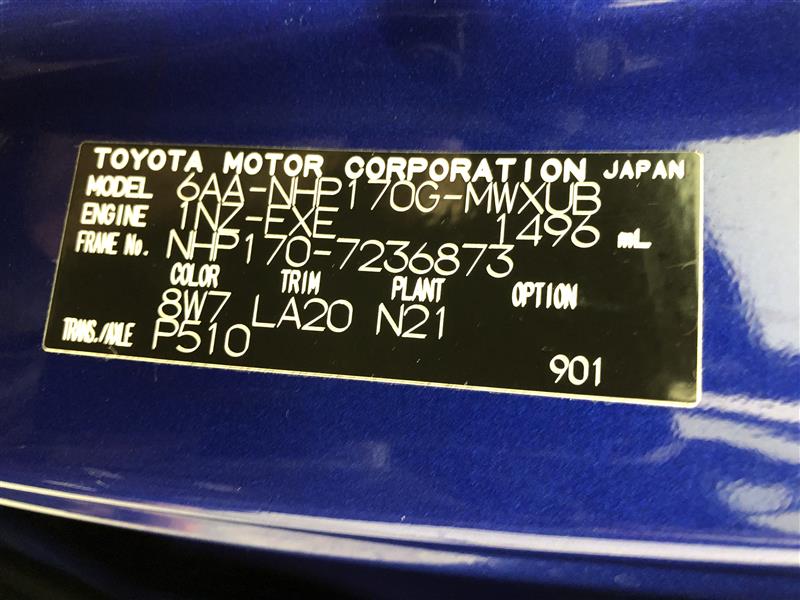 TOYOTA MOTOR CORPORATION JAPAN
MODEL 6AA-NHP170G-MWXUB
ENGINE 1NZ-EXE 1496 mL
FRAME No. NHP170-7236873
COLOR TRIM PLANT OPTION
8W7 LA20 N21
TRANS./AXLE P510
901